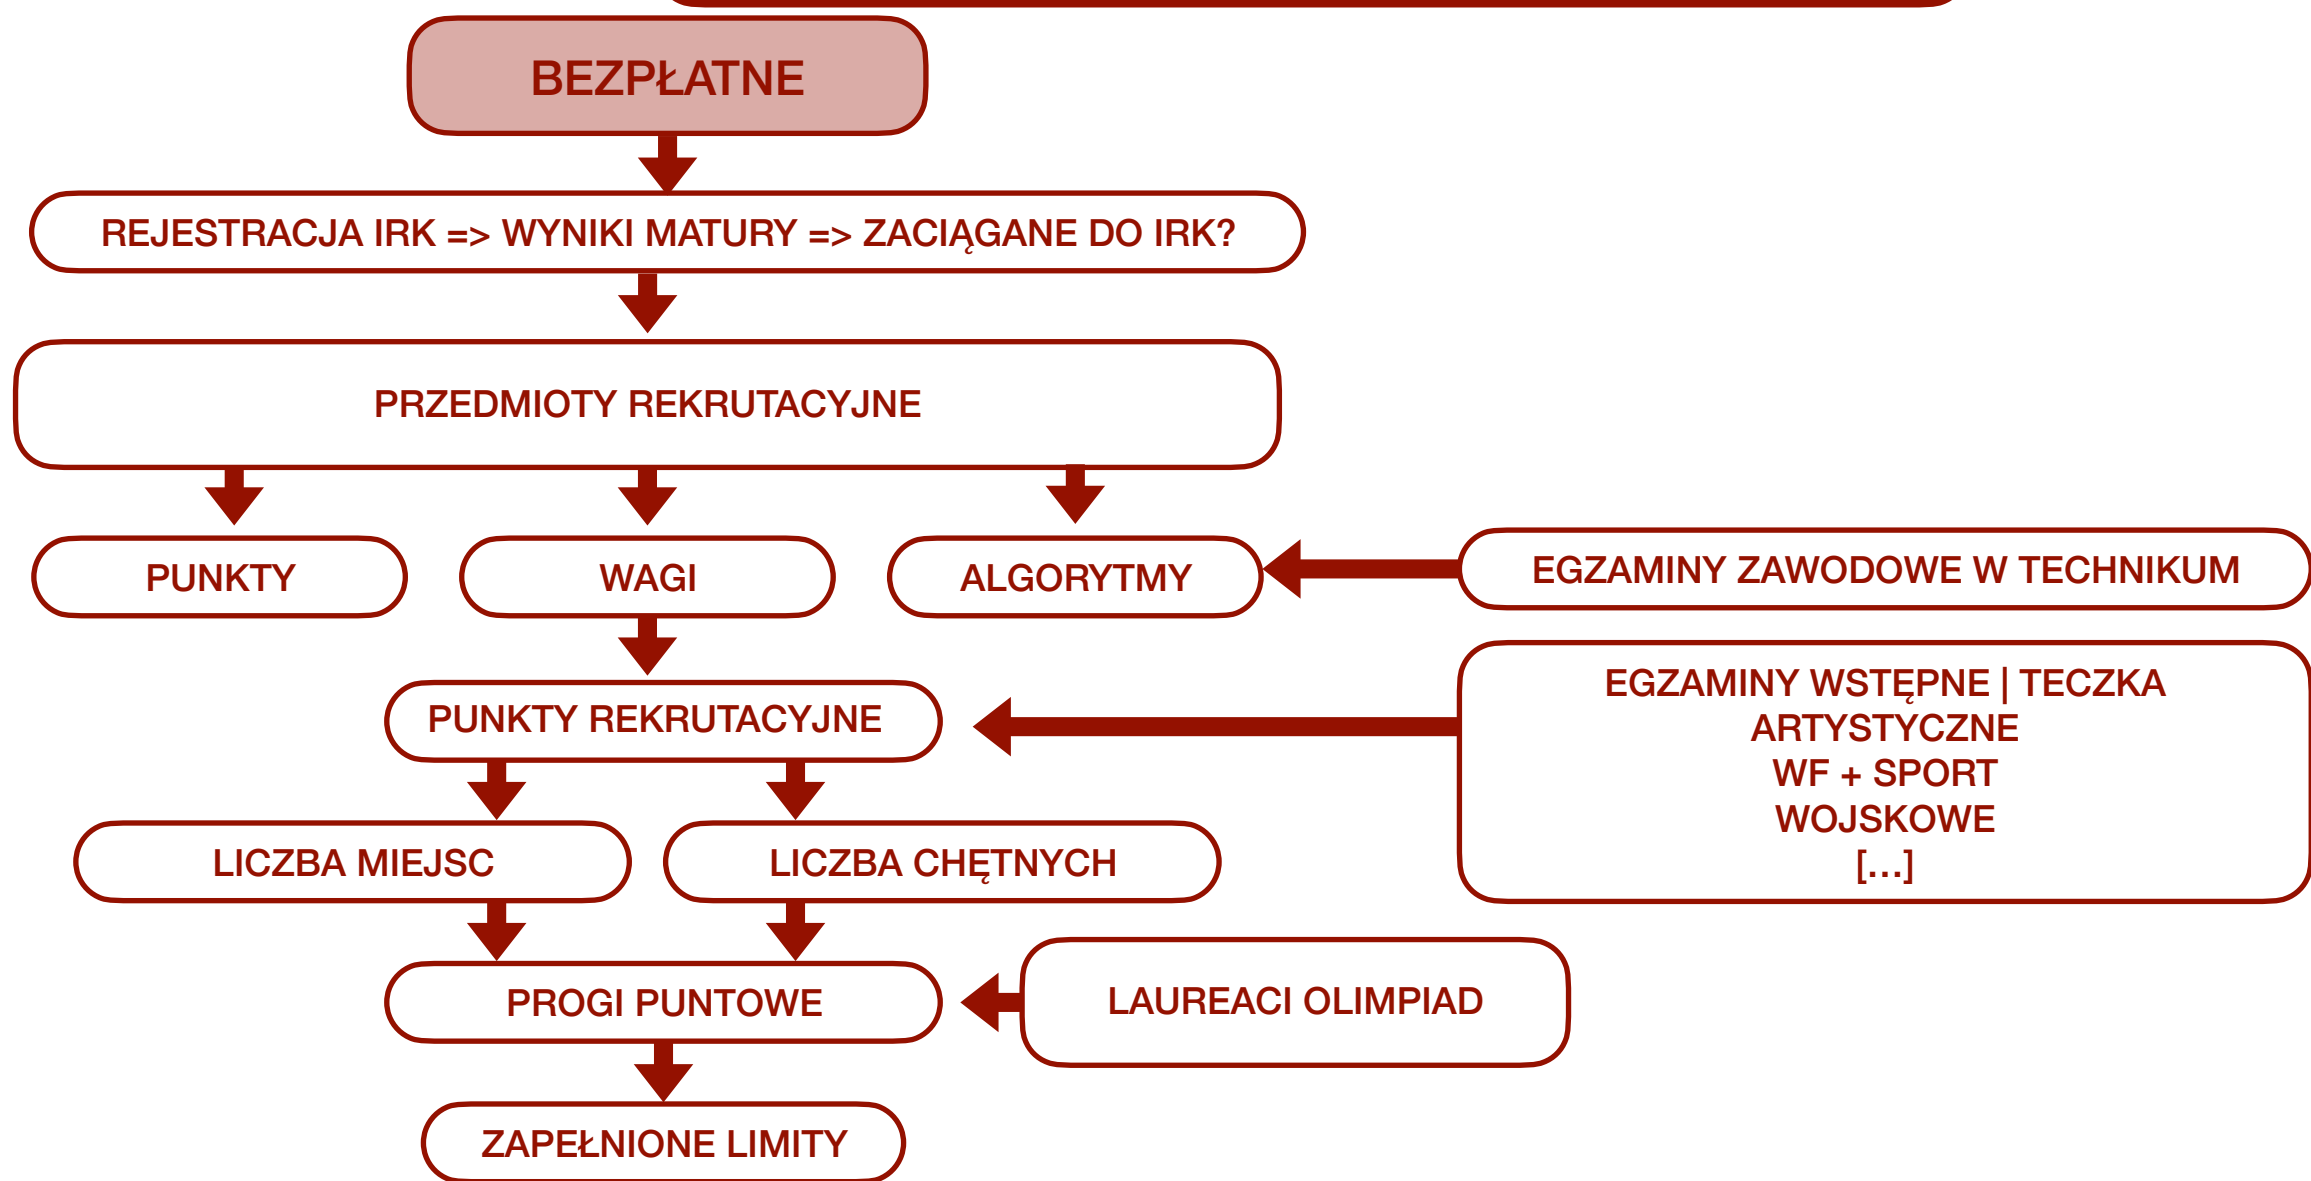 BEZPŁATNE
REJESTRACJA IRK => WYNIKI MATURY => ZACIĄGANE DO IRK?
PRZEDMIOTY REKRUTACYJNE
PUNKTY
WAGI
ALGORYTMY
EGZAMINY ZAWODOWE W TECHNIKUM
EGZAMINY WSTĘPNE | TECZKA
ARTYSTYCZNE
WF + SPORT
WOJSKOWE
[…]
PUNKTY REKRUTACYJNE
LICZBA MIEJSC
LICZBA CHĘTNYCH
PROGI PUNTOWE
LAUREACI OLIMPIAD
ZAPEŁNIONE LIMITY